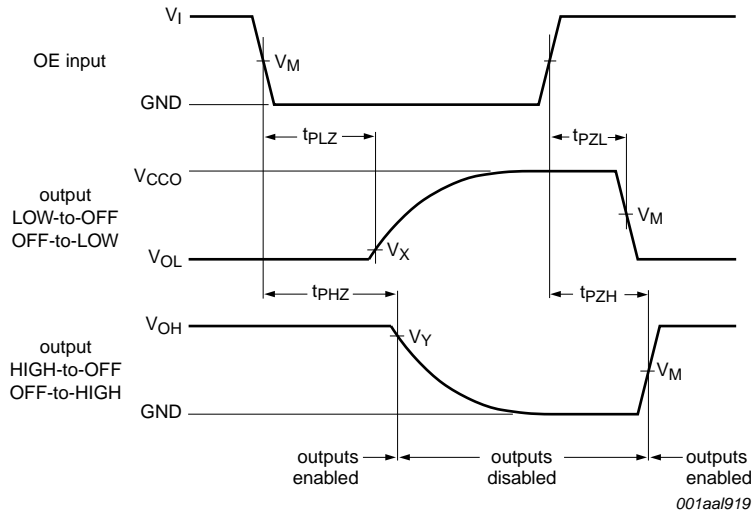 VI
OE input
VM
GND
tPLZ
tPZL
VCCO
output
LOW-to-OFF
OFF-to-LOW
VM
VX
VOL
tPHZ
tPZH
VOH
VY
output
HIGH-to-OFF
OFF-to-HIGH
VM
GND
outputs
enabled
outputs
disabled
outputs
enabled
001aal919